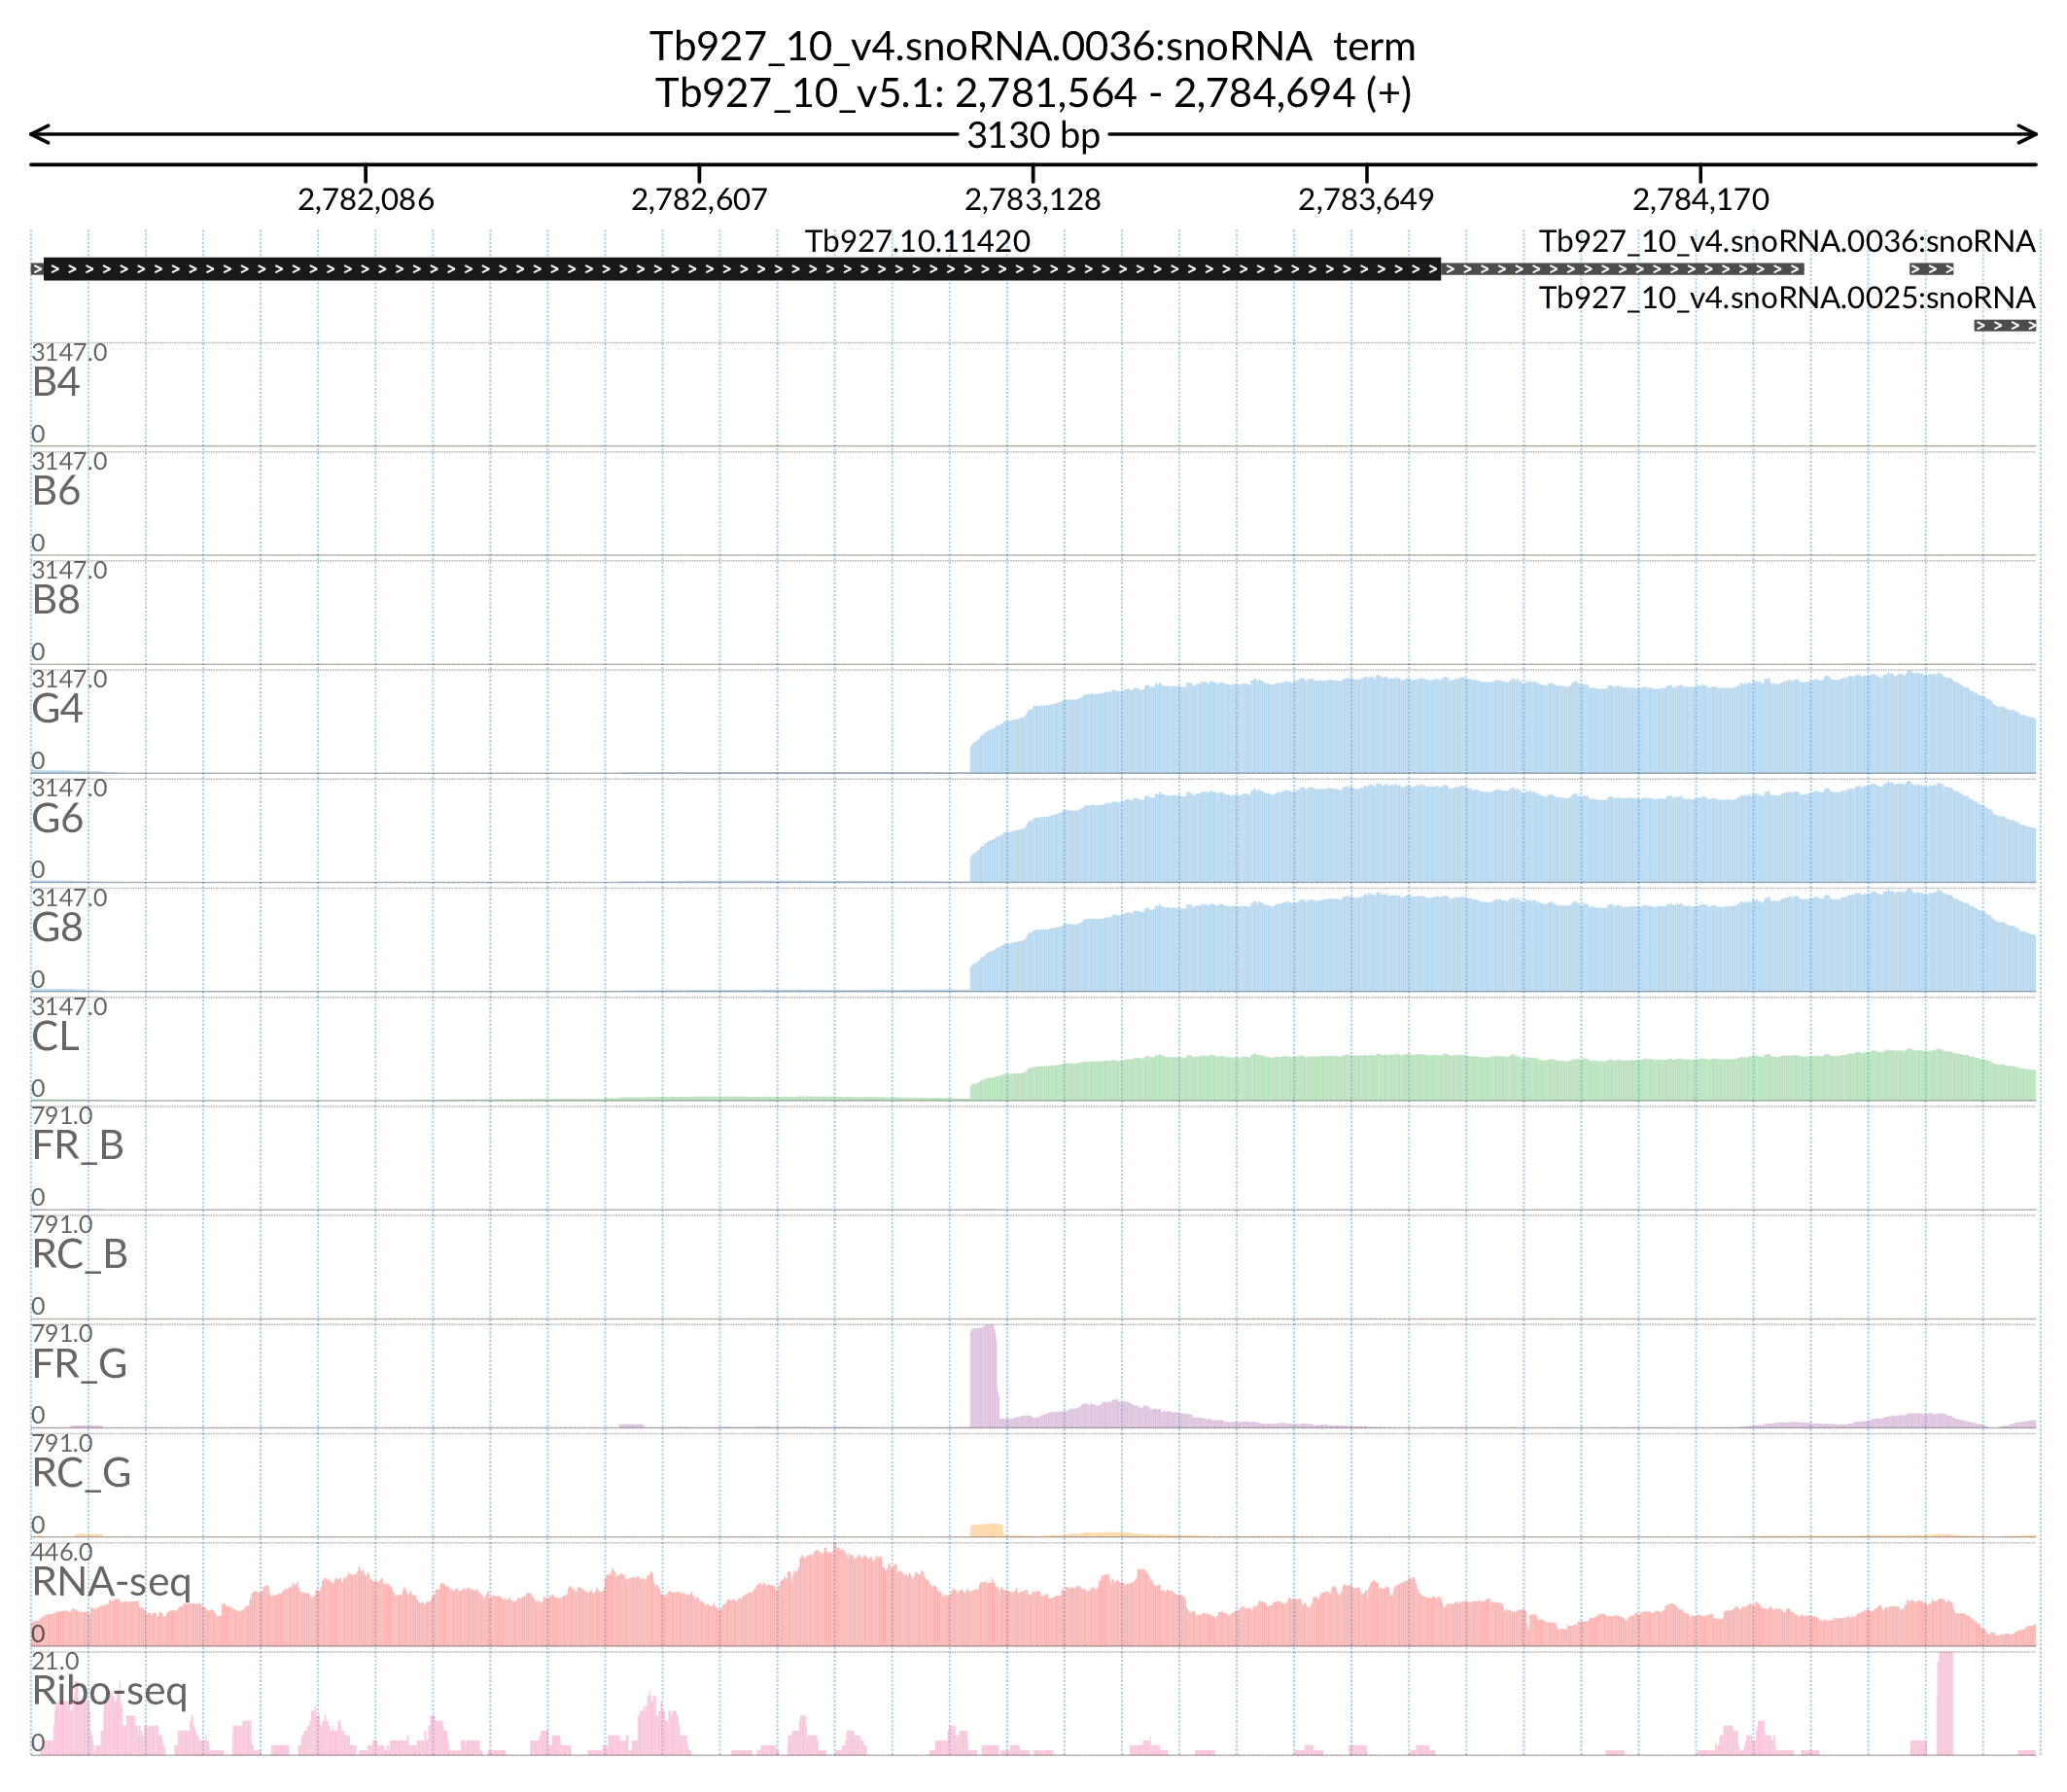 Tb927_10_v4.snoRNA.0036:snoRNA term
Tb927_10_v5.1: 2,781,564 - 2,784,694 (+)
3130 bp
2,782,086 2,782,607 2,783,128 2,783,649 2,784,170
Tb927.10.11420 Tb927_10_v4.snoRNA.0036:snoRNA
Tb927_10_v4.snoRNA.0025:snoRNA
3147.0
B4
0
3147.0
B6
0
3147.0
B8
0
3147.0
G4
0
3147.0
G6
0
3147.0
G8
0
3147.0
CL
0
791.0
FR_B
0
791.0
RC_B
0
791.0
FR_G
0
791.0
RC_G
0
446.0
RNA-seq
0
21.0
Ribo-seq
0